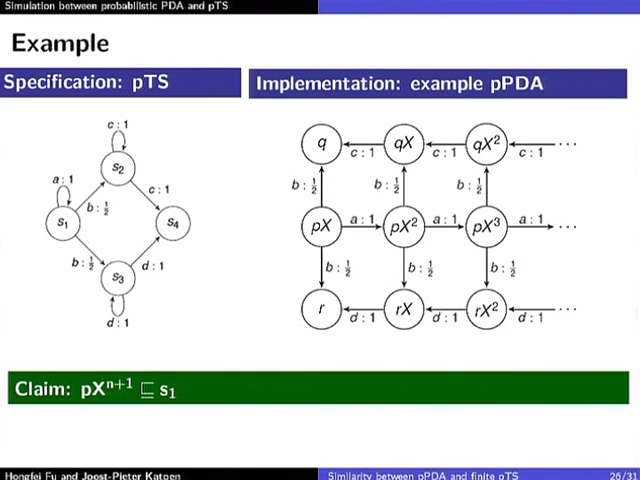 Simulation between probabilistic PDA and pTS
Example
Specification: pTS
Implementation: example pPDA
c : 1
s₂
a : 1
c : 1
b : ½
s₁
s₄
b : ½
d : 1
s₃
d : 1
q
qX
qX²
· · ·
c : 1
c : 1
c : 1
b : ½
b : ½
b : ½
pX
a : 1
pX²
a : 1
pX³
a : 1
· · ·
b : ½
b : ½
b : ½
r
rX
rX²
· · ·
d : 1
d : 1
d : 1
Claim: pXⁿ⁺¹ ⊑ s₁
Hongfei Fu and Joost-Pieter Katoen
Similarity between pPDA and finite pTS
26/31